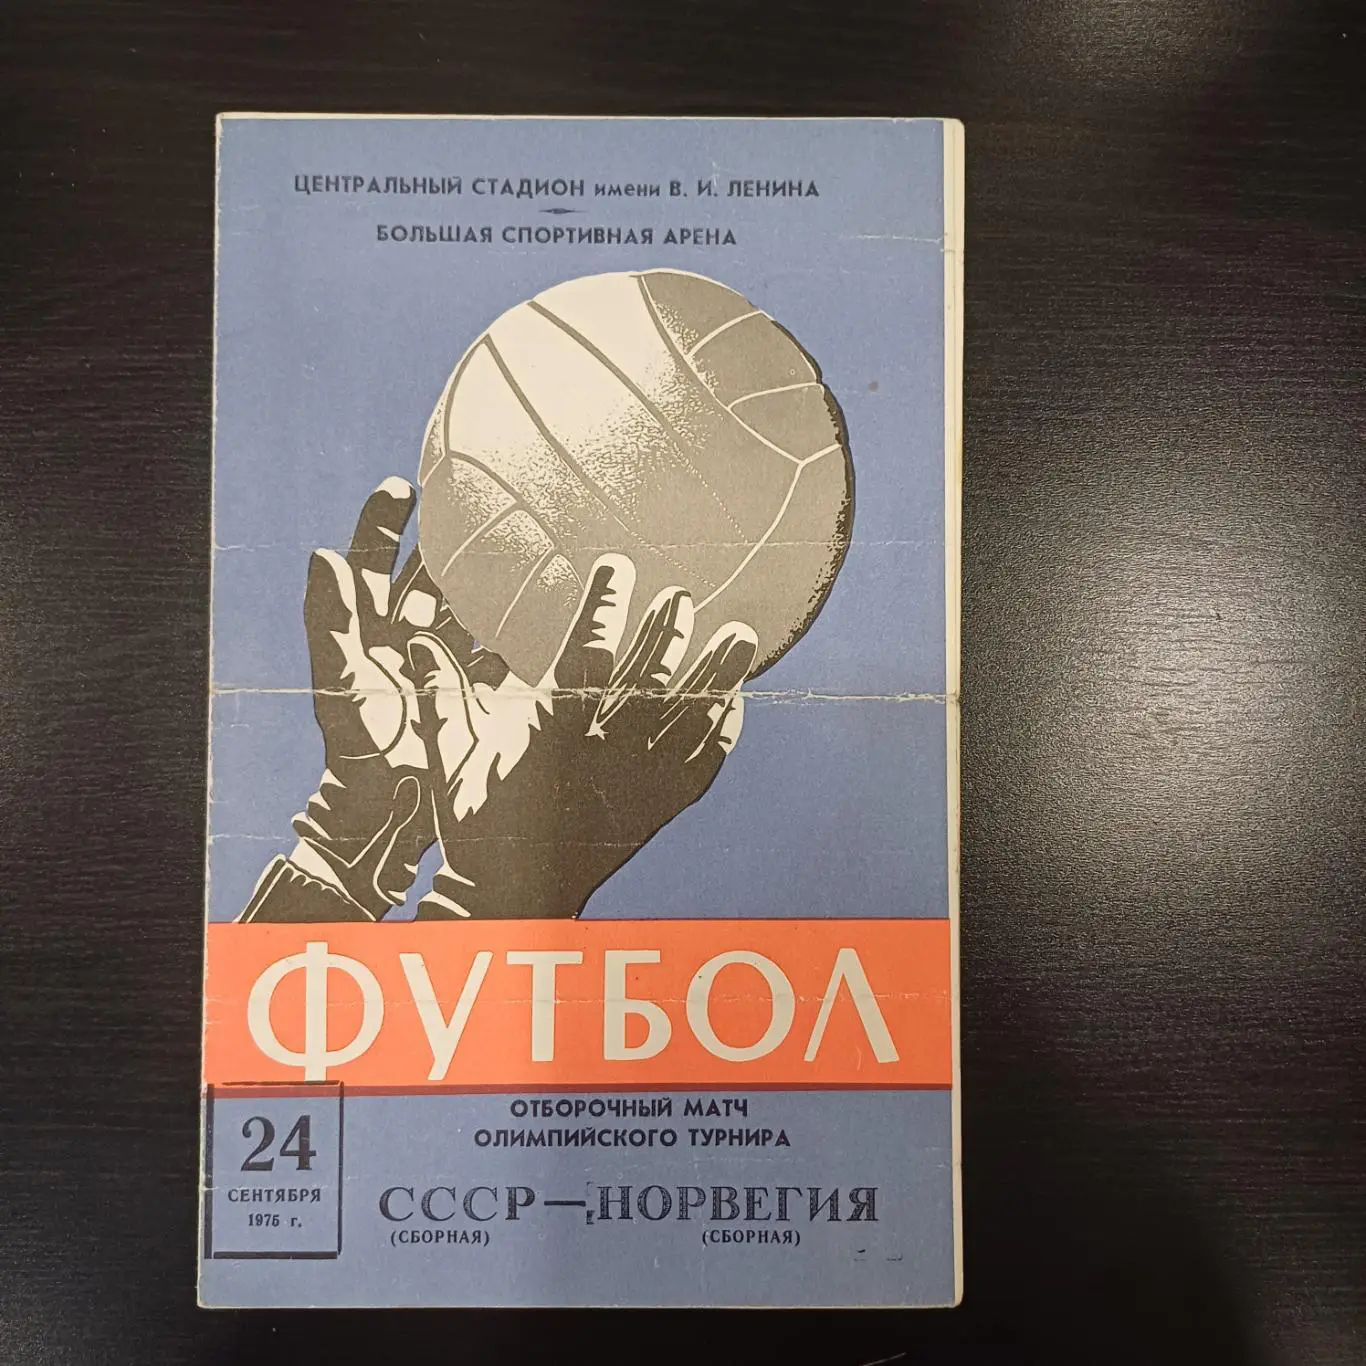 ЦЕНТРАЛЬНЫЙ СТАДИОН имени В. И. ЛЕНИНА
БОЛЬШАЯ СПОРТИВНАЯ АРЕНА
ФУТБОЛ
ОТБОРОЧНЫЙ МАТЧ
ОЛИМПИЙСКОГО ТУРНИРА
24
СЕНТЯБРЯ
1975 г.
СССР—НОРВЕГИЯ
(СБОРНАЯ) (СБОРНАЯ)